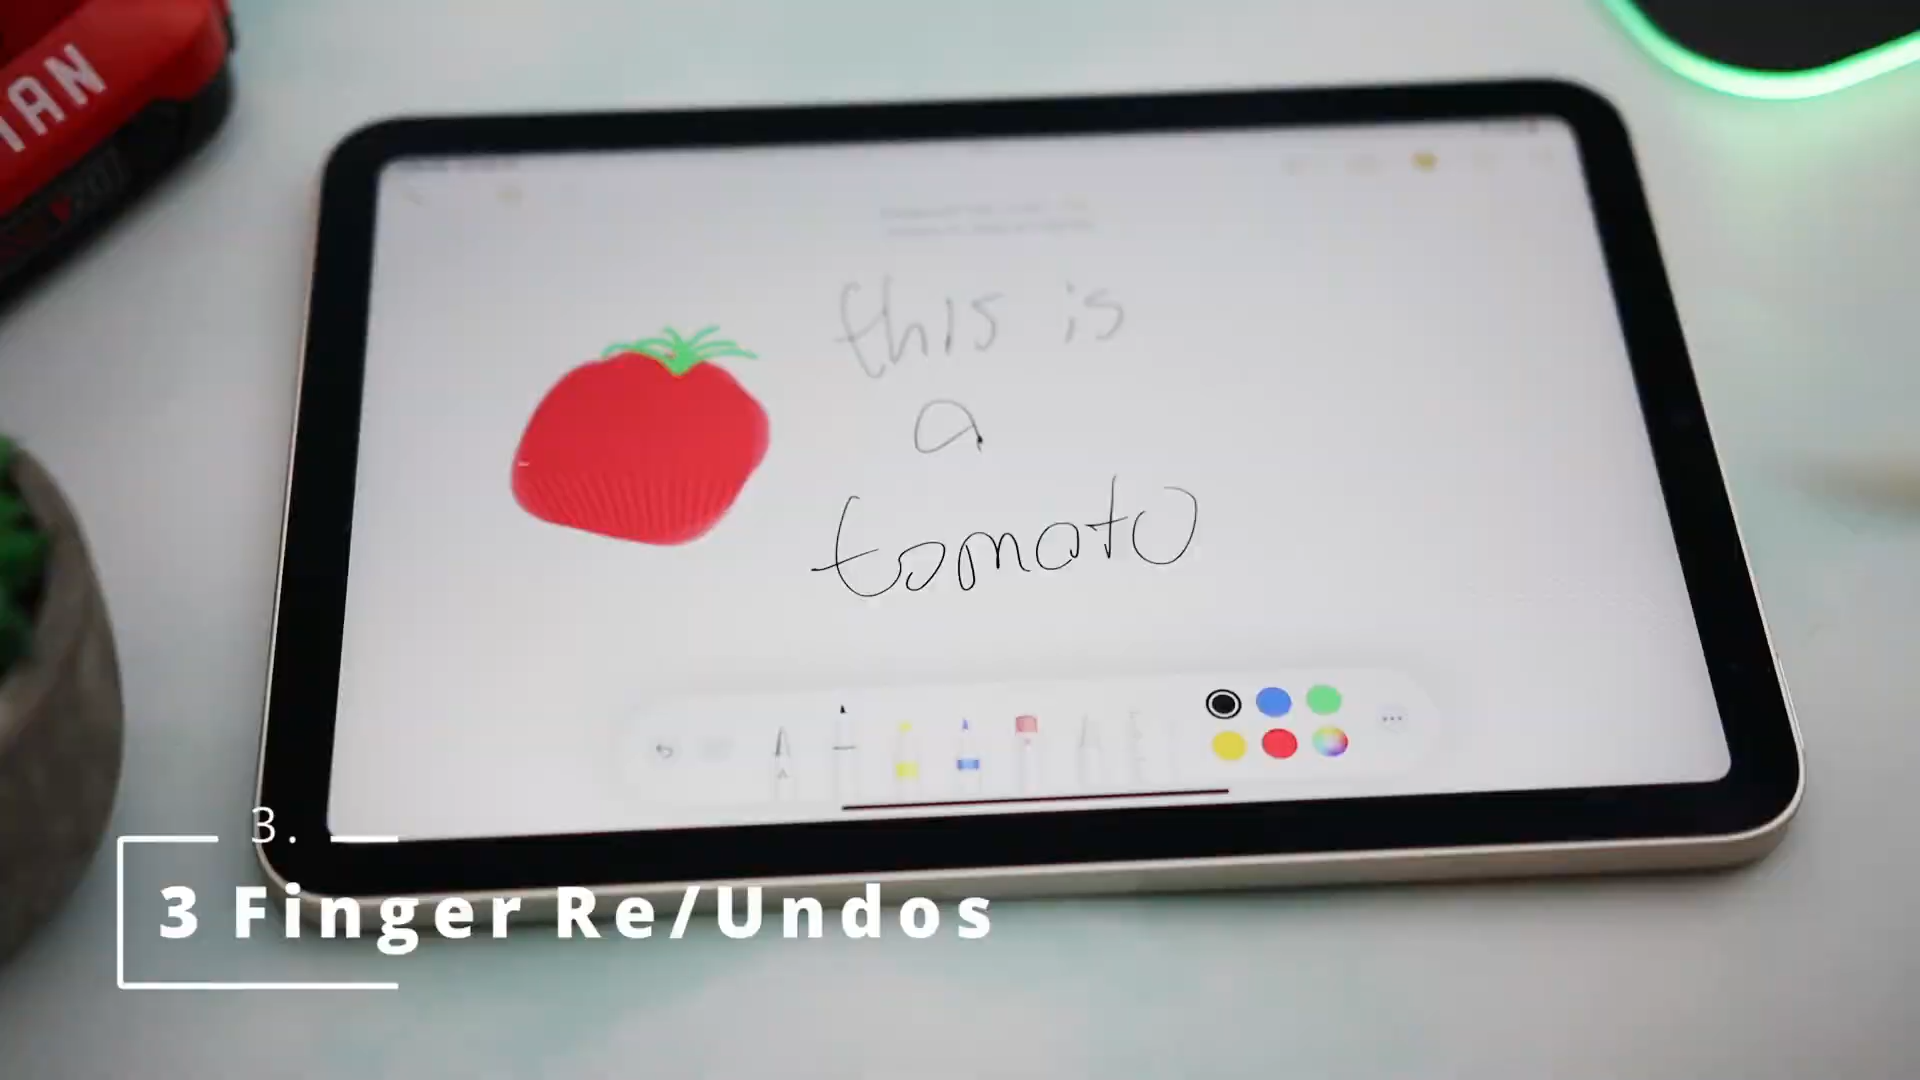 this is
a
tomato
3.
3 Finger Re/Undos